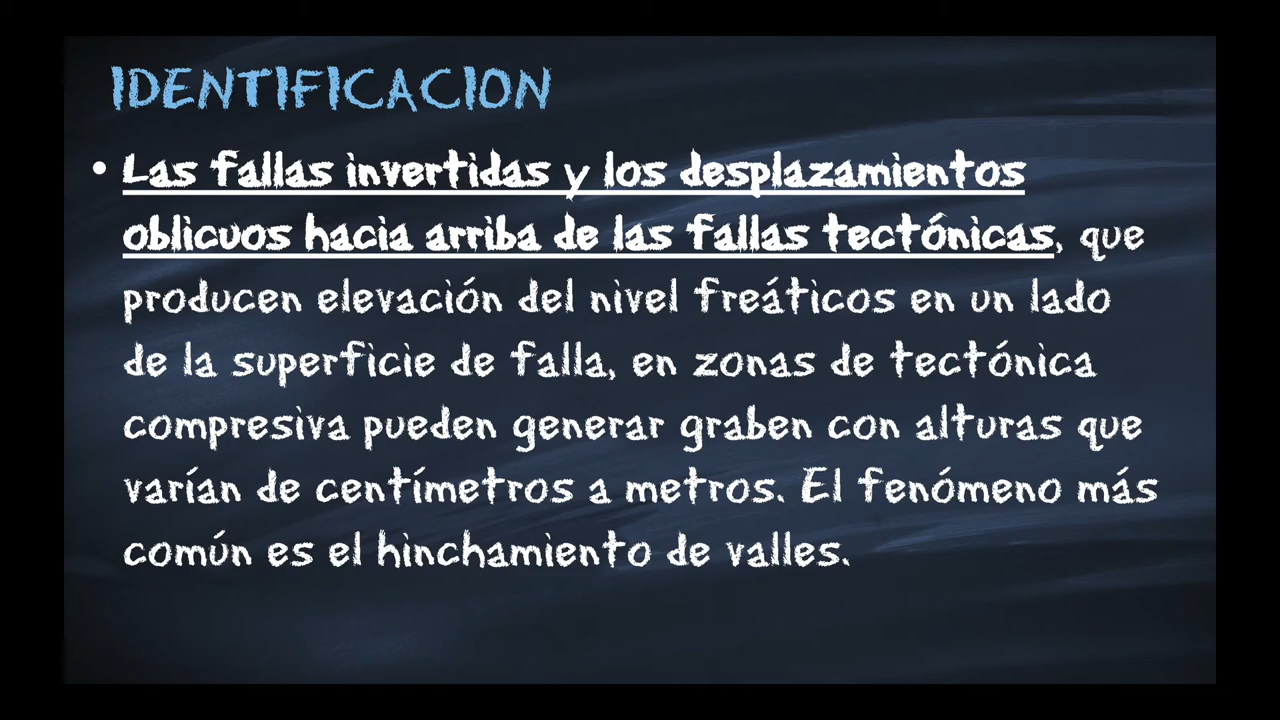 IDENTIFICACION
• Las fallas invertidas y los desplazamientos
oblicuos hacia arriba de las fallas tectónicas, que
producen elevación del nivel freáticos en un lado
de la superficie de falla, en zonas de tectónica
compresiva pueden generar graben con alturas que
varían de centímetros a metros. El fenómeno más
común es el hinchamiento de valles.